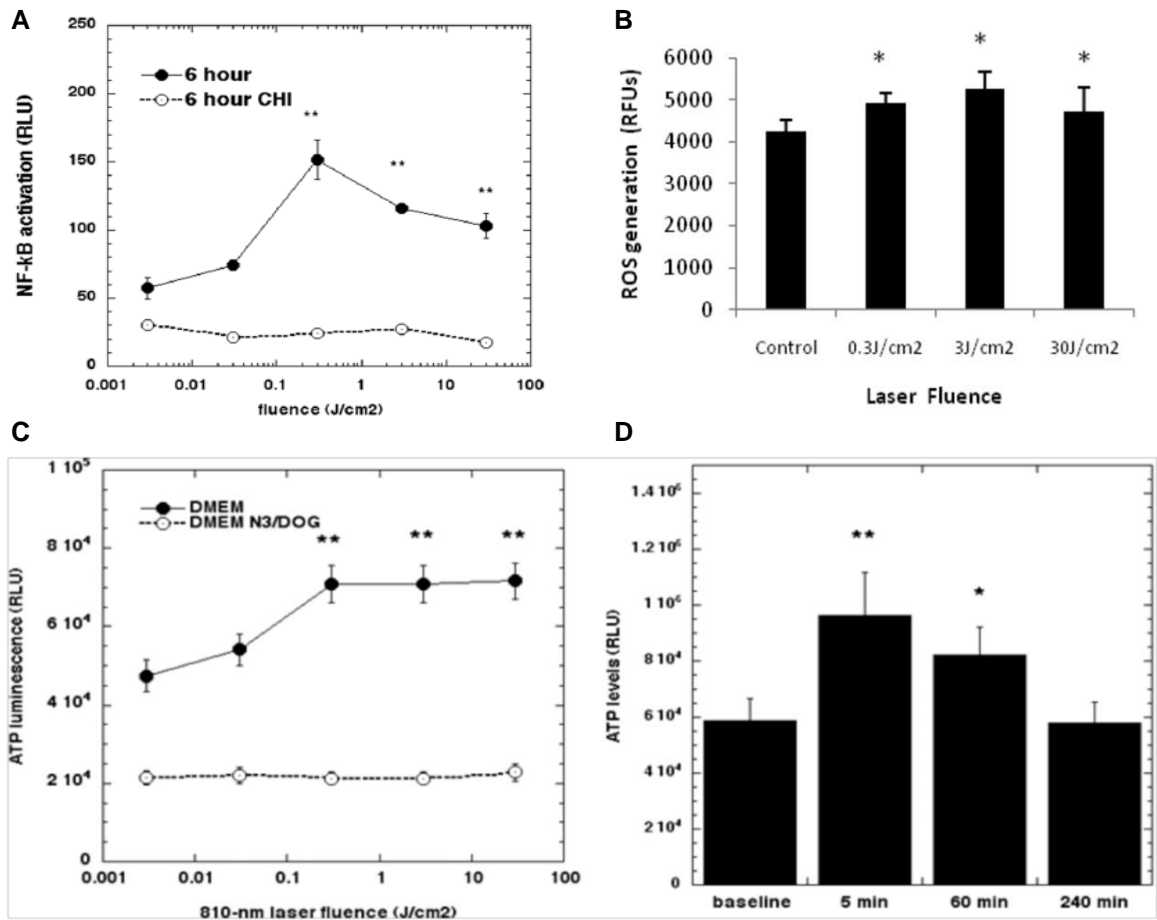 A
250
200
150
100
50
0
NF-kB activation (RLU)
6 hour
6 hour CHI
**
**
**
0.001 0.01 0.1 1 10 100
fluence (J/cm2)
B
6000
5000
4000
3000
2000
1000
0
ROS generation (RFUs)
*
*
*
Control 0.3J/cm2 3J/cm2 30J/cm2
Laser Fluence
C
1 10⁵
8 10⁴
6 10⁴
4 10⁴
2 10⁴
0
ATP luminescence (RLU)
DMEM
DMEM N3/DOG
** ** **
0.001 0.01 0.1 1 10 100
810-nm laser fluence (J/cm2)
D
1.4 10⁶
1.2 10⁶
1 10⁶
8 10⁴
6 10⁴
4 10⁴
2 10⁴
0
ATP levels (RLU)
**
*
baseline 5 min 60 min 240 min